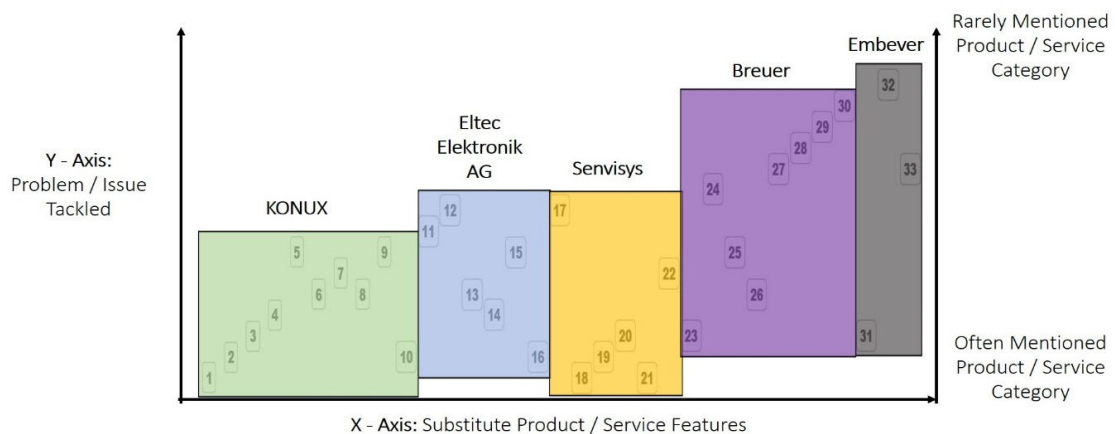 Rarely Mentioned
Product / Service
Category
Embever
Breuer
Eltec
Elektronik
AG
Senvisys
KONUX
Y - Axis:
Problem / Issue
Tackled
1
2
3
4
5
6
7
8
9
10
11
12
13
14
15
16
17
18
19
20
21
22
23
24
25
26
27
28
29
30
31
32
33
Often Mentioned
Product / Service
Category
X - Axis: Substitute Product / Service Features